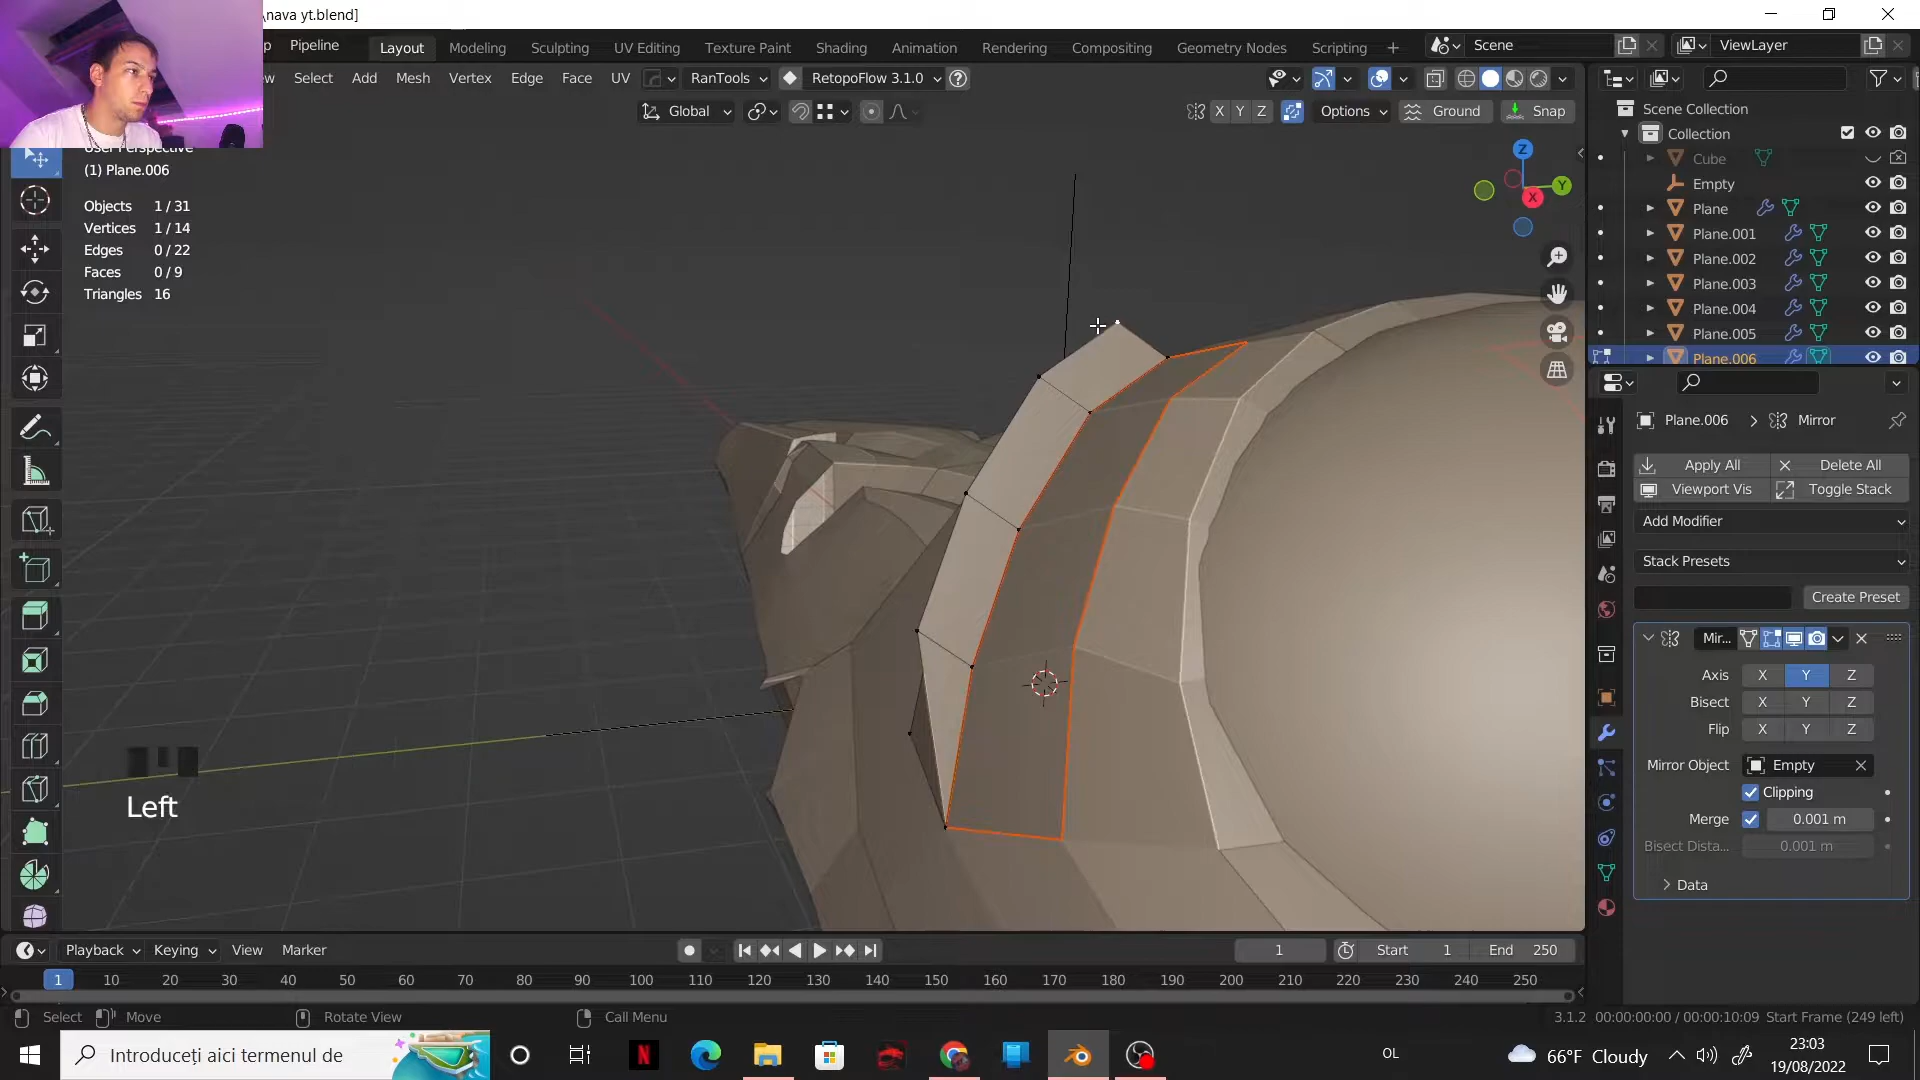 \nava yt.blend]
Pipeline
Layout
Modeling
Sculpting
UV Editing
Texture Paint
Shading
Animation
Rendering
Compositing
Geometry Nodes
Scripting
Scene
ViewLayer
Select
Add
Mesh
Vertex
Edge
Face
UV
RanTools
RetopoFlow 3.1.0
Global
X Y Z
Options
Ground
Snap
User Perspective
(1) Plane.006
Objects 1 / 31
Vertices 1 / 14
Edges 0 / 22
Faces 0 / 9
Triangles 16
Z
Y
X
Left
Scene Collection
Collection
Cube
Empty
Plane
Plane.001
Plane.002
Plane.003
Plane.004
Plane.005
Plane.006
Plane.006 > Mirror
Apply All
Delete All
Viewport Vis
Toggle Stack
Add Modifier
Stack Presets
Create Preset
Mir...
Axis X Y Z
Bisect X Y Z
Flip X Y Z
Mirror Object Empty
Clipping
Merge 0.001 m
Bisect Dista... 0.001 m
Data
Playback
Keying
View
Marker
1
Start 1
End 250
1 10 20 30 40 50 60 70 80 90 100 110 120 130 140 150 160 170 180 190 200 210 220 230 240 250
Select
Move
Rotate View
Call Menu
3.1.2 00:00:00:00 / 00:00:10:09 Start Frame (249 left)
Introduceți aici termenul de
OL
66°F Cloudy
23:03
19/08/2022